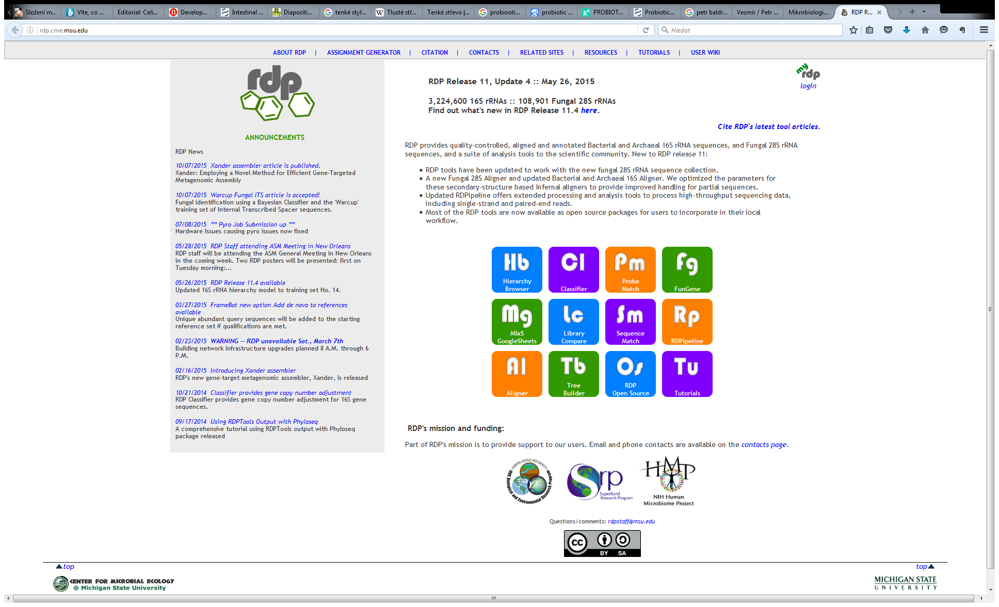 Složení m...
Víte, co ...
Editorial: Celi...
Develop...
Intestinal ...
Diapositi...
tenké styř...
Tlusté stř...
Tenké střevo |...
probiooti...
probiotic ...
PROBIOT...
Probiotic...
petr baldr...
Vesmír / Petr ...
Mikrobiologi...
RDP R...
rdp.cme.msu.edu
Hledat
ABOUT RDP | ASSIGNMENT GENERATOR | CITATION | CONTACTS | RELATED SITES | RESOURCES | TUTORIALS | USER WIKI
rdp
ANNOUNCEMENTS
RDP News
10/07/2015 Xander assembler article is published.
Xander: Employing a Novel Method for Efficient Gene-Targeted
Metagenomic Assembly
10/07/2015 Warcup Fungal ITS article is accepted!
Fungal identification using a Bayesian Classifier and the 'Warcup'
training set of Internal Transcribed Spacer sequences.
07/08/2015 *** Pyro Job Submission up ***
Hardware Issues causing pyro issues now fixed
05/28/2015 RDP Staff attending ASM Meeting in New Orleans
RDP staff will be attending the ASM General Meeting in New Orleans
in the coming week. Two RDP posters will be presented: first on
Tuesday morning:...
05/26/2015 RDP Release 11.4 available
Updated 16S rRNA hierarchy model to training set No. 14.
03/27/2015 FrameBot new option Add de novo to references
available
Unique abundant query sequences will be added to the starting
reference set if qualifications are met.
02/23/2015 WARNING -- RDP unavailable Sat., March 7th
Building network infrastructure upgrades planned 8 A.M. through 6
P.M.
02/16/2015 Introducing Xander assembler
RDP's new gene-target metagenomic assembler, Xander, is released
10/21/2014 Classifier provides gene copy number adjustment
RDP Classifier provides gene copy number adjustment for 16S gene
sequences.
09/17/2014 Using RDPTools Output with Phyloseq
A comprehensive tutorial using RDPTools output with Phyloseq
package released
my
rdp
login
RDP Release 11, Update 4 :: May 26, 2015
3,224,600 16S rRNAs :: 108,901 Fungal 28S rRNAs
Find out what's new in RDP Release 11.4 here.
Cite RDP's latest tool articles.
RDP provides quality-controlled, aligned and annotated Bacterial and Archaeal 16S rRNA sequences, and Fungal 28S rRNA
sequences, and a suite of analysis tools to the scientific community. New to RDP release 11:
• RDP tools have been updated to work with the new fungal 28S rRNA sequence collection.
• A new Fungal 28S Aligner and updated Bacterial and Archaeal 16S Aligner. We optimized the parameters for
these secondary-structure based Infernal aligners to provide improved handling for partial sequences.
• Updated RDPipeline offers extended processing and analysis tools to process high-throughput sequencing data,
including single-strand and paired-end reads.
• Most of the RDP tools are now available as open source packages for users to incorporate in their local
workflow.
Hb
Hierarchy
Browser
Cl
Classifier
Pm
Probe
Match
Fg
FunGene
Mg
MIxS
GoogleSheets
Lc
Library
Compare
Sm
Sequence
Match
Rp
RDPipeline
Al
Aligner
Tb
Tree
Builder
Os
RDP
Open Source
Tu
Tutorials
RDP's mission and funding:
Part of RDP's mission is to provide support to our users. Email and phone contacts are available on the contacts page.
SERVING SCIENCE AND SOCIETY
DOE Biological and Environmental Research Program
Srp
Superfund
Research Program
HMP
NIH Human
Microbiome Project
Questions/comments: rdpstaff@msu.edu
cc
BY SA
top
top
CENTER FOR MICROBIAL ECOLOGY
@ Michigan State University
MICHIGAN STATE
UNIVERSITY